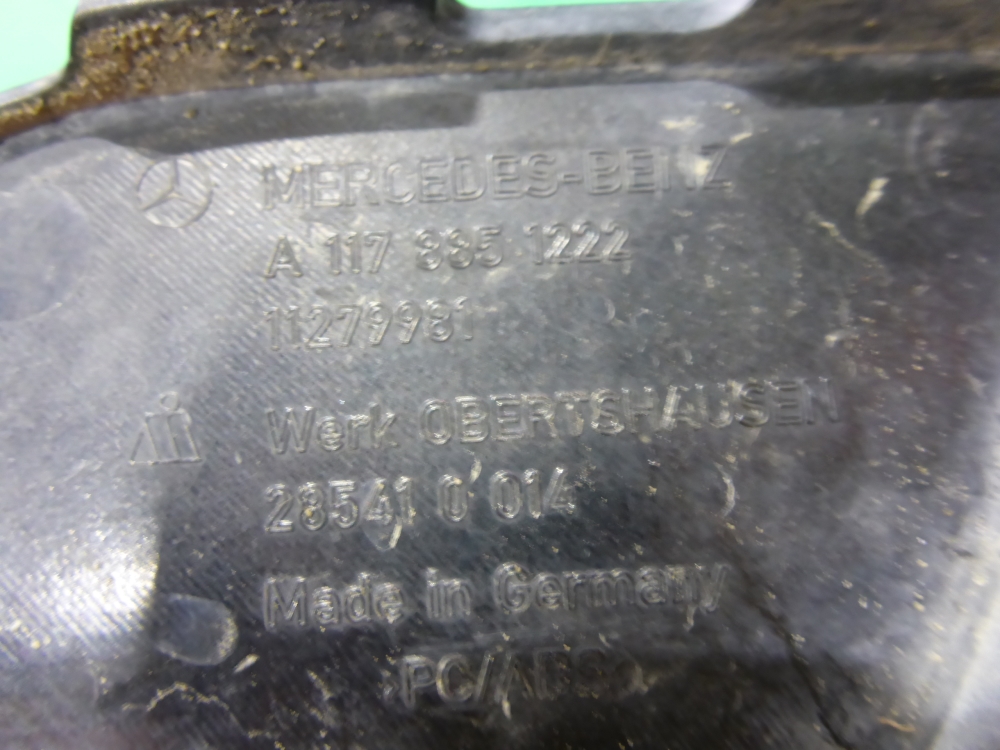 MERCEDES-BENZ
A 117 885 1222
11279981
Werk OBERTSHAUSEN
28541 0 014
Made in Germany
>PC/ABS<